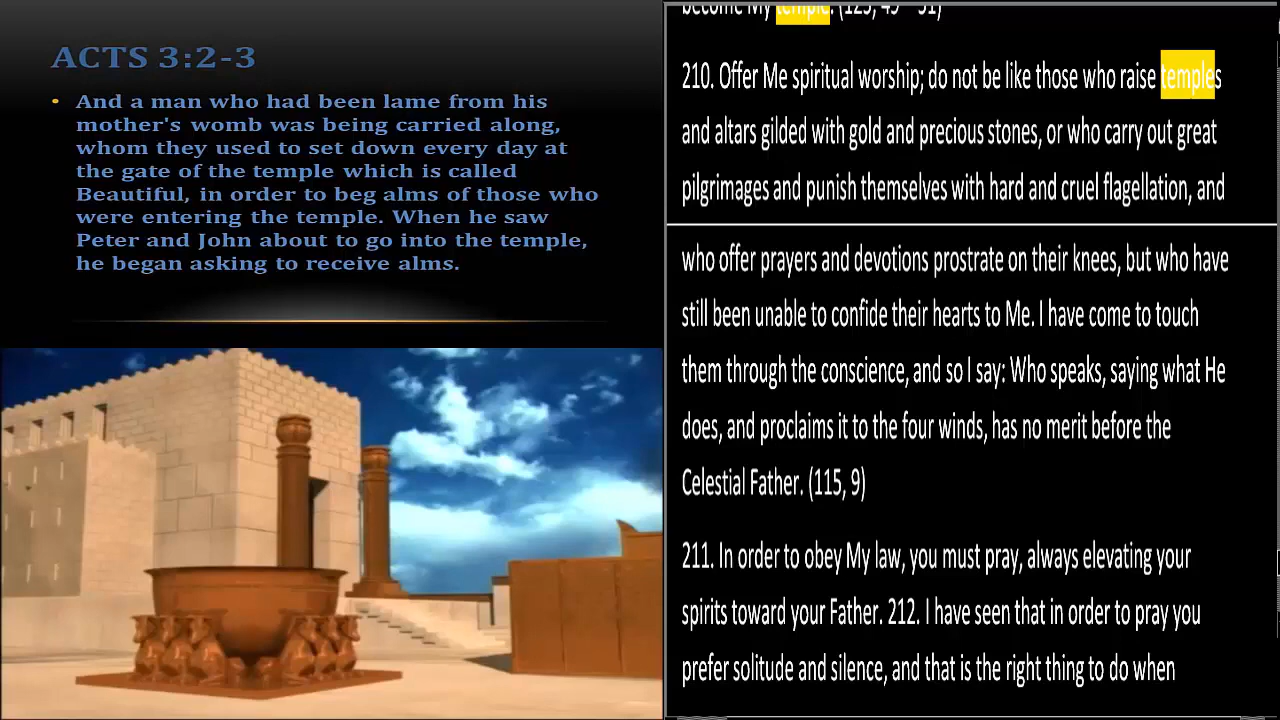 ACTS 3:2-3
• And a man who had been lame from his
mother's womb was being carried along,
whom they used to set down every day at
the gate of the temple which is called
Beautiful, in order to beg alms of those who
were entering the temple. When he saw
Peter and John about to go into the temple,
he began asking to receive alms.
become My temple. (123,
210. Offer Me spiritual worship; do not be like those who raise temples
and altars gilded with gold and precious stones, or who carry out great
pilgrimages and punish themselves with hard and cruel flagellation, and
who offer prayers and devotions prostrate on their knees, but who have
still been unable to confide their hearts to Me. I have come to touch
them through the conscience, and so I say: Who speaks, saying what He
does, and proclaims it to the four winds, has no merit before the
Celestial Father. (115, 9)
211. In order to obey My law, you must pray, always elevating your
spirits toward your Father. 212. I have seen that in order to pray you
prefer solitude and silence, and that is the right thing to do when